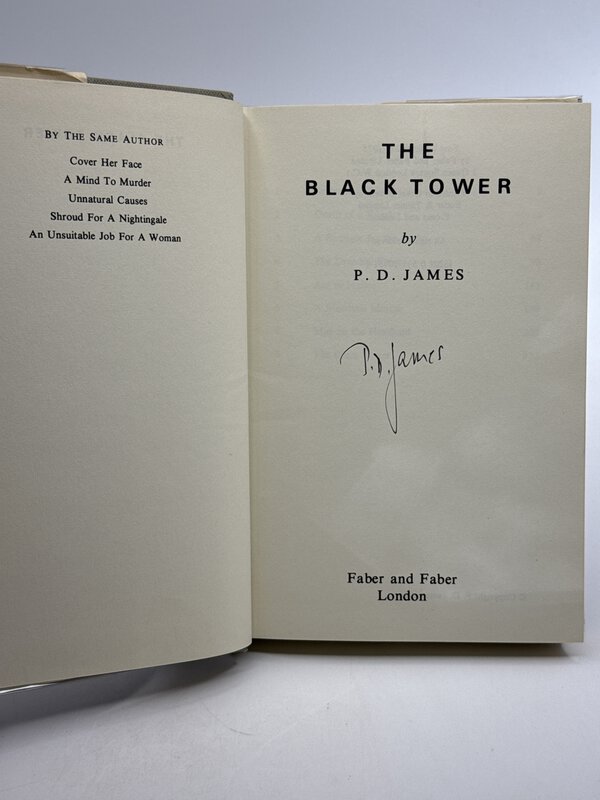 BY THE SAME AUTHOR
Cover Her Face
A Mind To Murder
Unnatural Causes
Shroud For A Nightingale
An Unsuitable Job For A Woman
THE
BLACK TOWER
by
P. D. JAMES
P. D. James
Faber and Faber
London